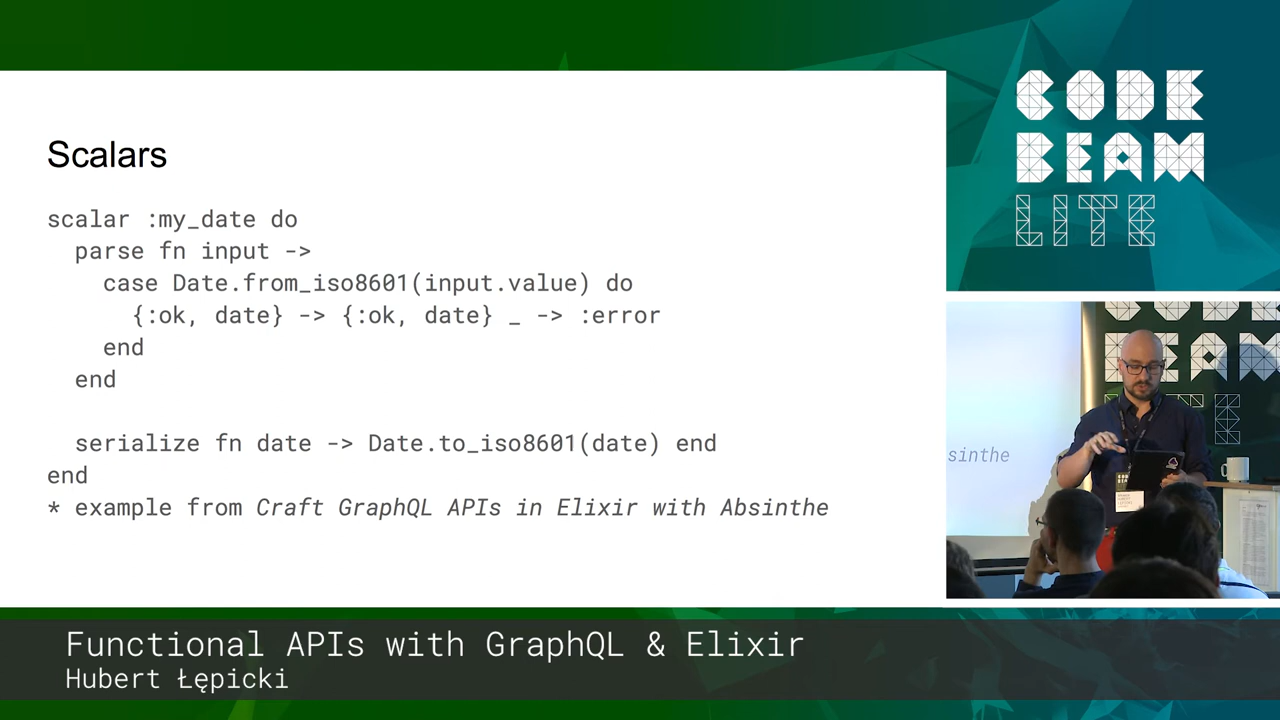 Scalars
scalar :my_date do
  parse fn input ->
    case Date.from_iso8601(input.value) do
      {:ok, date} -> {:ok, date} _ -> :error
    end
  end

  serialize fn date -> Date.to_iso8601(date) end
end
* example from Craft GraphQL APIs in Elixir with Absinthe
CODE
BEAM
LITE
CODE
BEAM
sinthe
Functional APIs with GraphQL & Elixir
Hubert Łępicki